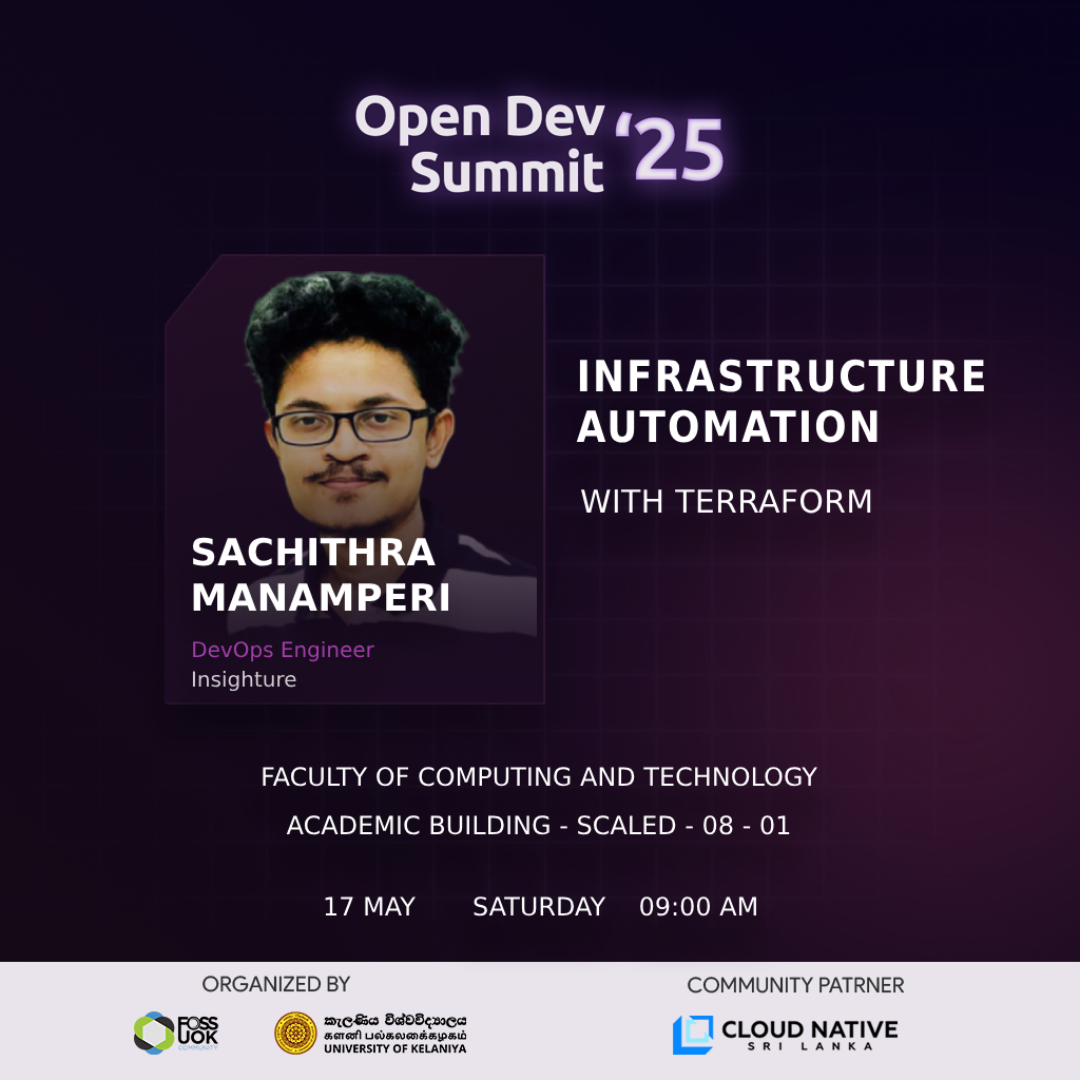 Open Dev
Summit
‘25
INFRASTRUCTURE
AUTOMATION
WITH TERRAFORM
SACHITHRA
MANAMPERI
DevOps Engineer
Insighture
FACULTY OF COMPUTING AND TECHNOLOGY
ACADEMIC BUILDING - SCALED - 08 - 01
17 MAY SATURDAY 09:00 AM
ORGANIZED BY
FOSS
UOK
COMMUNITY
කැලණිය විශ්වවිද්‍යාලය
களனி பல்கலைக்கழகம்
UNIVERSITY OF KELANIYA
COMMUNITY PATRNER
CLOUD NATIVE
SRI LANKA